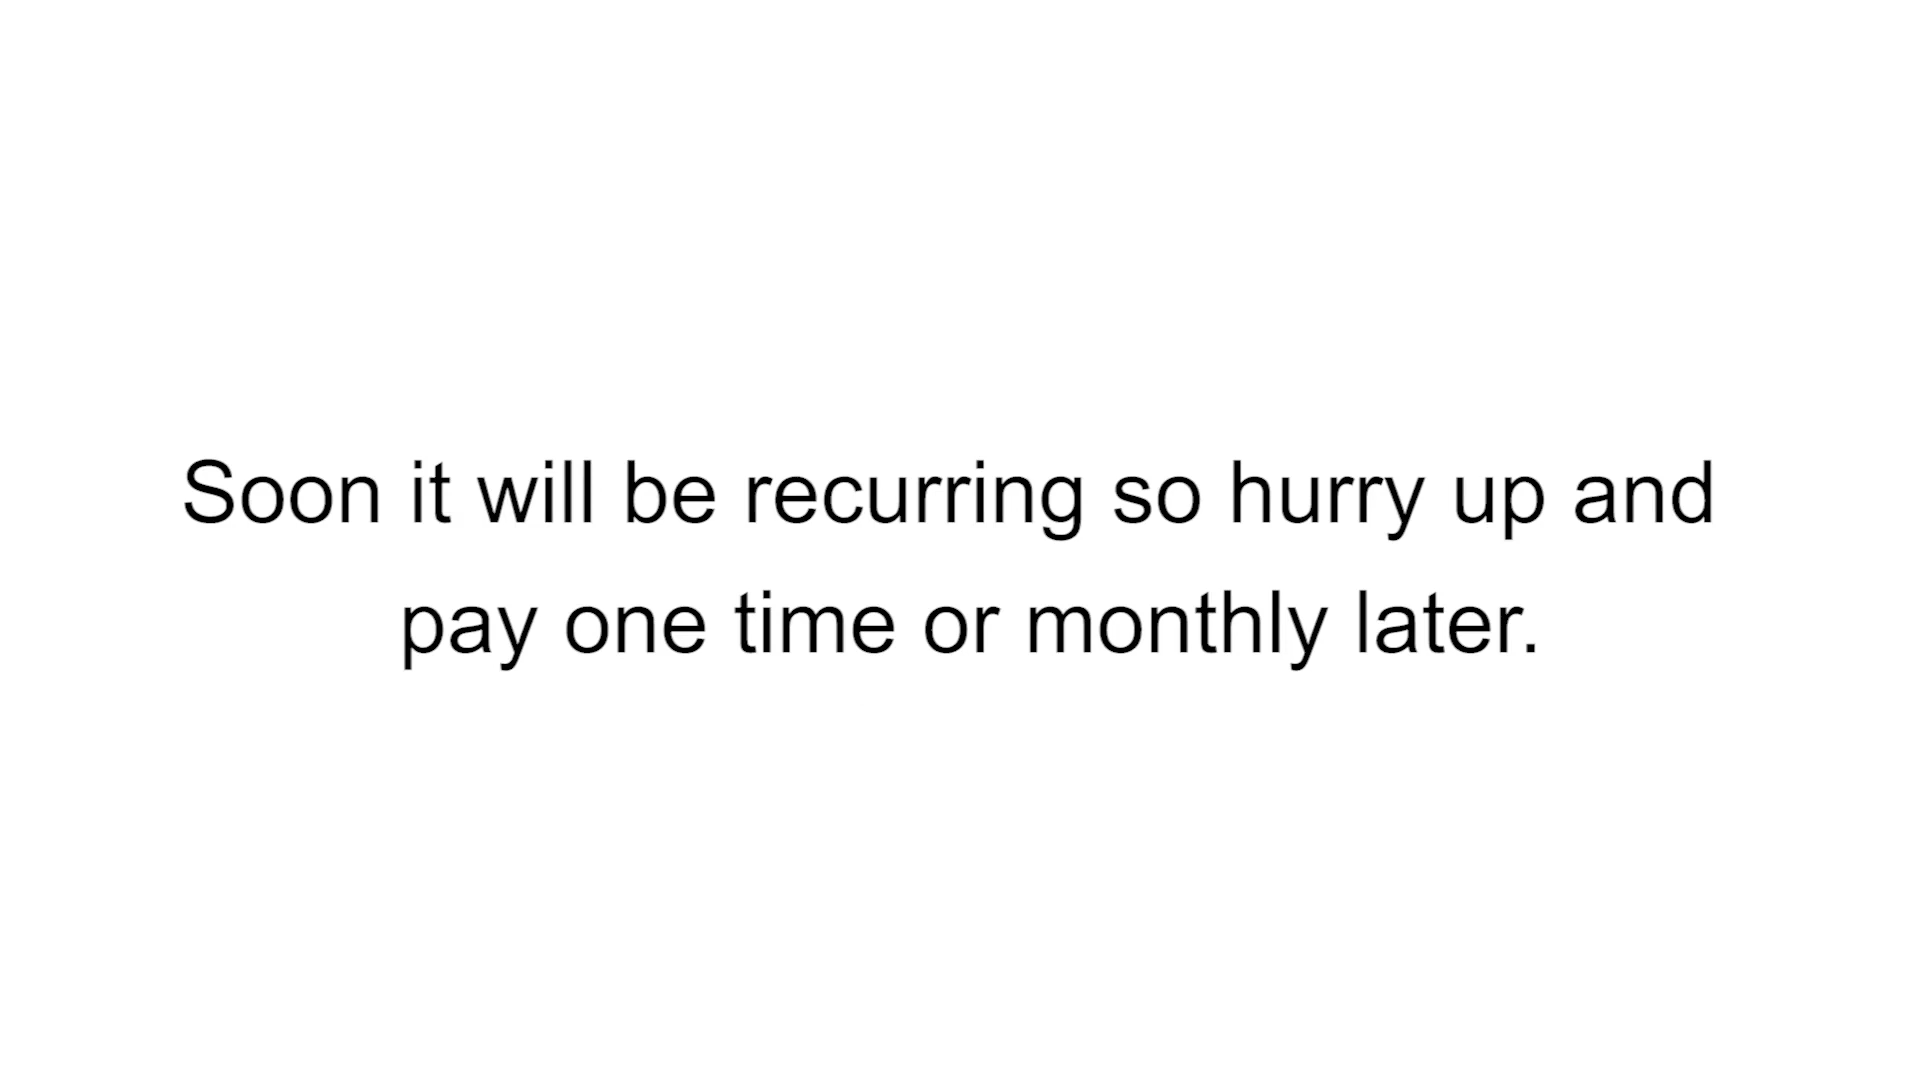 Soon it will be recurring so hurry up and
pay one time or monthly later.